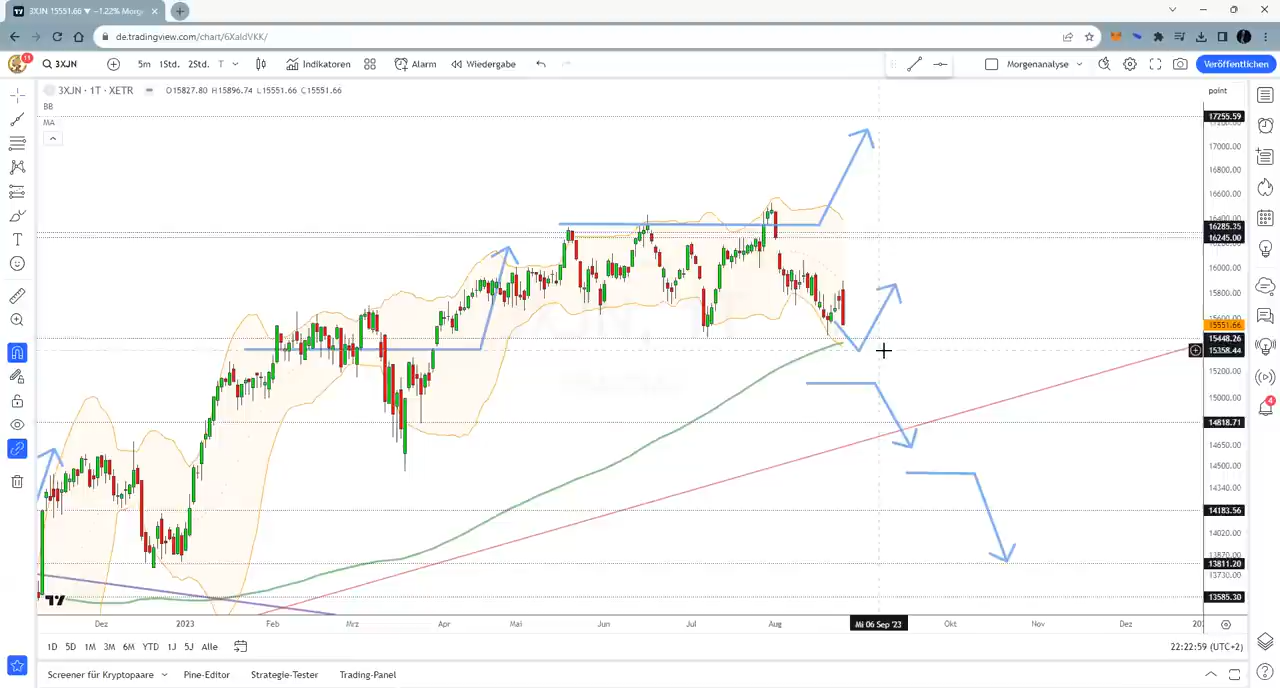 3XJN 15551.66 ▼ −1.22% Morge
de.tradingview.com/chart/6XaIdVKK/
11
3XJN
5m 1Std. 2Std. T
Indikatoren
Alarm
Wiedergabe
Morgenanalyse
Veröffentlichen
3XJN · 1T · XETR
O15827.80 H15896.74 L15551.66 C15551.66
point
BB
MA
17255.59
17000.00
16800.00
16600.00
16400.00
16285.35
16245.00
16000.00
15800.00
15600.00
15551.66
15448.26
15358.44
15200.00
15000.00
14818.71
14650.00
14500.00
14340.00
14183.56
14020.00
13870.00
13811.20
13730.00
13585.30
4
Dez 2023 Feb Mrz Apr Mai Jun Jul Aug Mi 06 Sep '23 Okt Nov Dez
1D 5D 1M 3M 6M YTD 1J 5J Alle
22:22:59 (UTC+2)
Screener für Kryptopaare Pine-Editor Strategie-Tester Trading-Panel